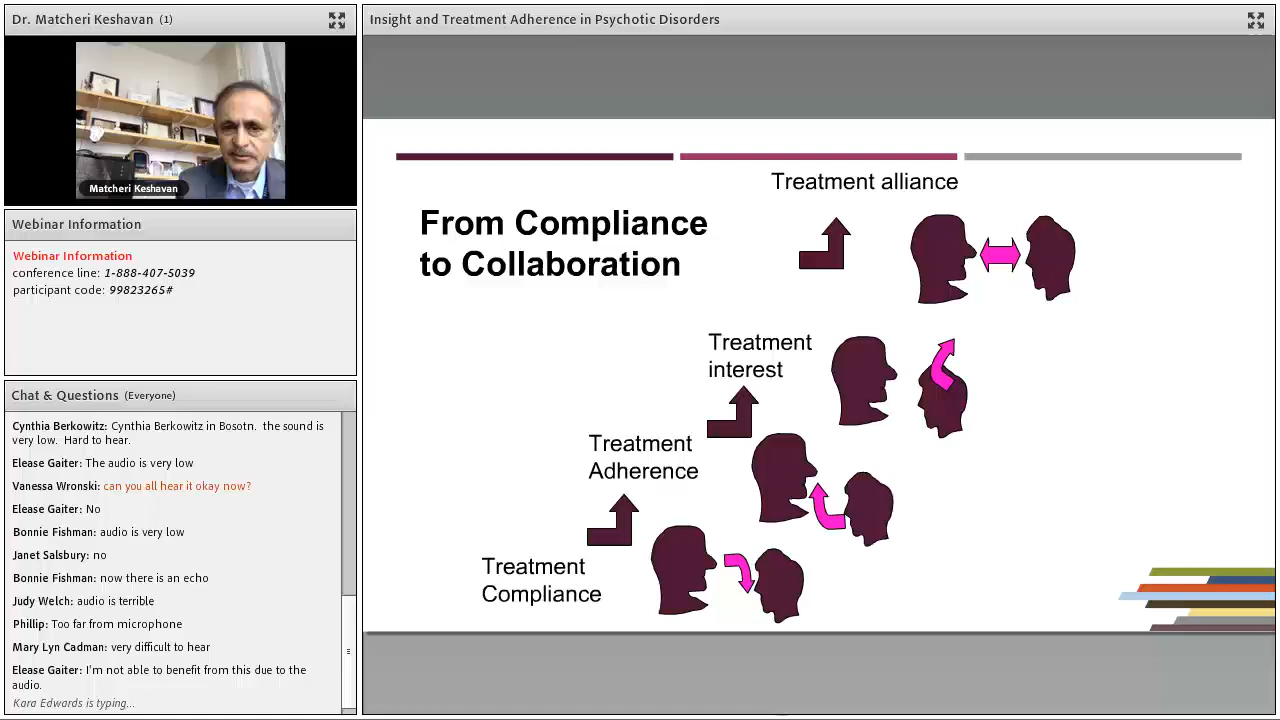 Dr. Matcheri Keshavan (1)
Matcheri Keshavan
Webinar Information
Webinar Information
conference line: 1-888-407-5039
participant code: 99823265#
Chat & Questions (Everyone)
Cynthia Berkowitz: Cynthia Berkowitz in Bosotn. the sound is
very low. Hard to hear.
Elease Gaiter: The audio is very low
Vanessa Wronski: can you all hear it okay now?
Elease Gaiter: No
Bonnie Fishman: audio is very low
Janet Salsbury: no
Bonnie Fishman: now there is an echo
Judy Welch: audio is terrible
Phillip: Too far from microphone
Mary Lyn Cadman: very difficult to hear
Elease Gaiter: I'm not able to benefit from this due to the
audio.
Kara Edwards is typing...
Insight and Treatment Adherence in Psychotic Disorders
Treatment alliance
From Compliance
to Collaboration
Treatment
interest
Treatment
Adherence
Treatment
Compliance